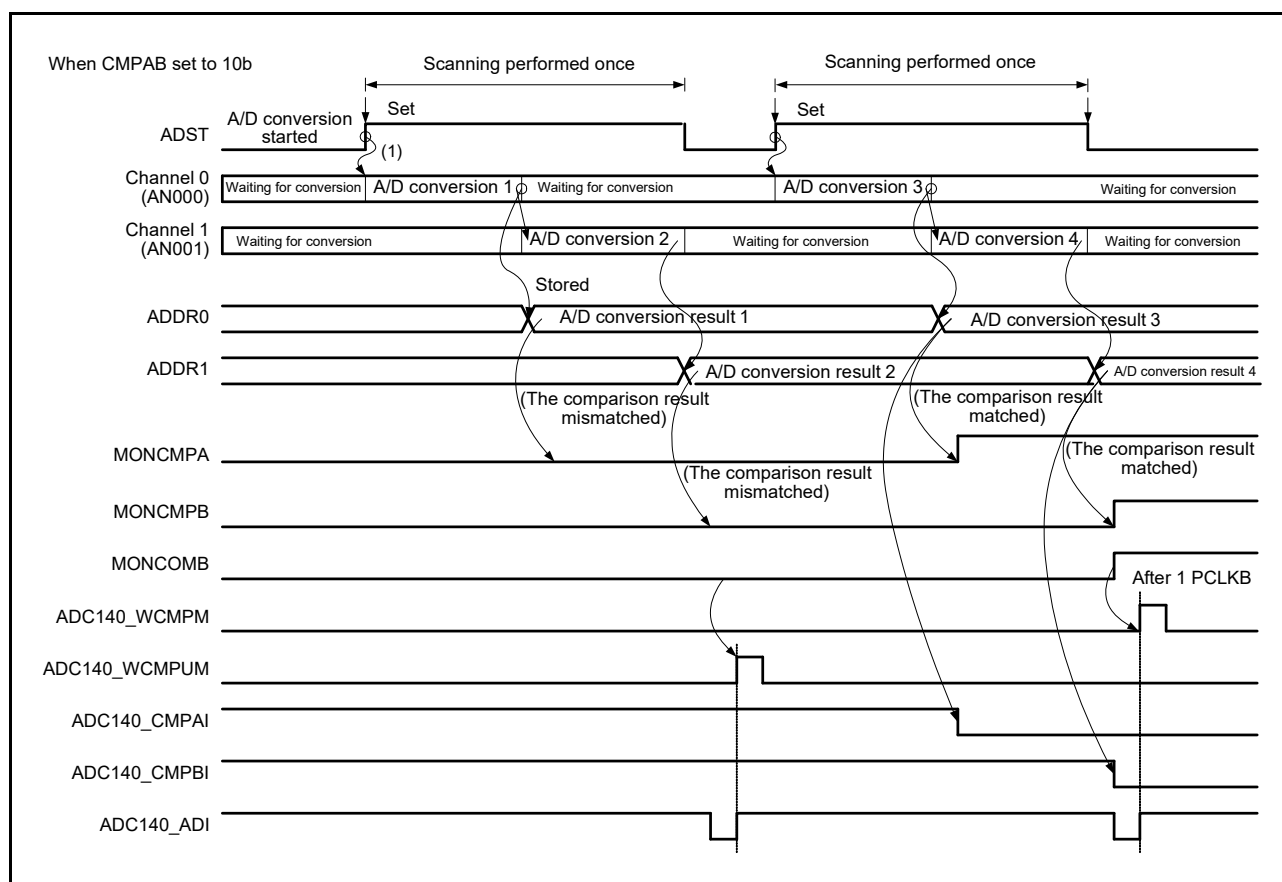 When CMPAB set to 10b
Scanning performed once
Scanning performed once
A/D conversion
started
Set
Set
ADST
(1)
Channel 0
(AN000)
Waiting for conversion
A/D conversion 1
Waiting for conversion
A/D conversion 3
Waiting for conversion
Channel 1
(AN001)
Waiting for conversion
A/D conversion 2
Waiting for conversion
A/D conversion 4
Waiting for conversion
Stored
ADDR0
A/D conversion result 1
A/D conversion result 3
ADDR1
A/D conversion result 2
A/D conversion result 4
(The comparison result
mismatched)
(The comparison result
matched)
MONCMPA
(The comparison result
mismatched)
(The comparison result
matched)
MONCMPB
MONCOMB
After 1 PCLKB
ADC140_WCMPM
ADC140_WCMPUM
ADC140_CMPAI
ADC140_CMPBI
ADC140_ADI